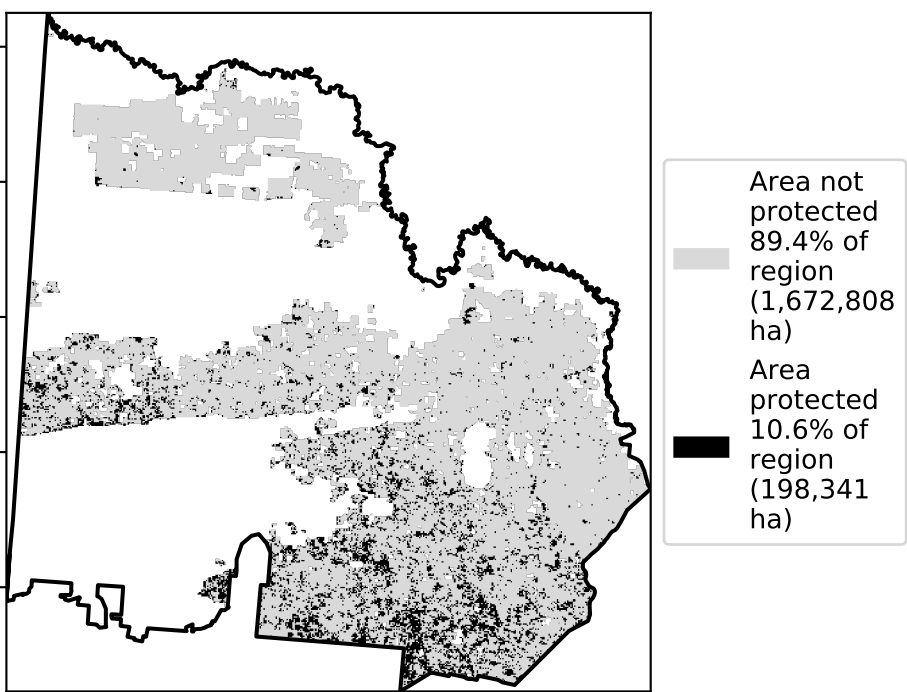 Area not
protected
89.4% of
region
(1,672,808
ha)
Area
protected
10.6% of
region
(198,341
ha)